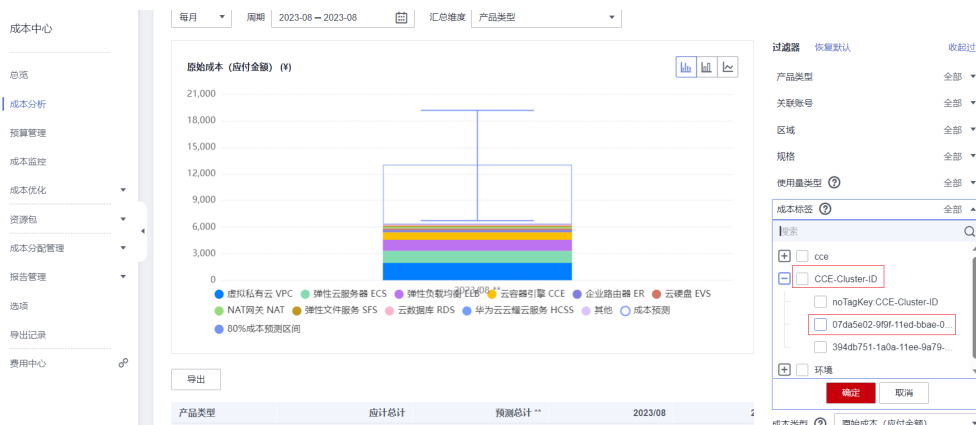 成本中心
总览
成本分析
预算管理
成本监控
成本优化
资源包
成本分配管理
报告管理
选项
导出记录
费用中心
每月 周期 2023-08 – 2023-08 汇总维度 产品类型
原始成本（应付金额）(¥)
21,000
18,000
15,000
12,000
9,000
6,000
3,000
0
2023/08 **
虚拟私有云 VPC 弹性云服务器 ECS 弹性负载均衡 ELB 云容器引擎 CCE 企业路由器 ER 云硬盘 EVS
NAT网关 NAT 弹性文件服务 SFS 云数据库 RDS 华为云云耀云服务 HCSS 其他 成本预测
80%成本预测区间
导出
产品类型 应计总计 预测总计 ** 2023/08 2
过滤器 恢复默认 收起过
产品类型 全部
关联账号 全部
区域 全部
规格 全部
使用量类型 ? 全部
成本标签 ? 全部
搜索
cce
CCE-Cluster-ID
noTagKey:CCE-Cluster-ID
07da5e02-9f9f-11ed-bbae-0...
394db751-1a0a-11ee-9a79-...
环境
确定 取消
成本类型 ? 原始成本（应付金额）